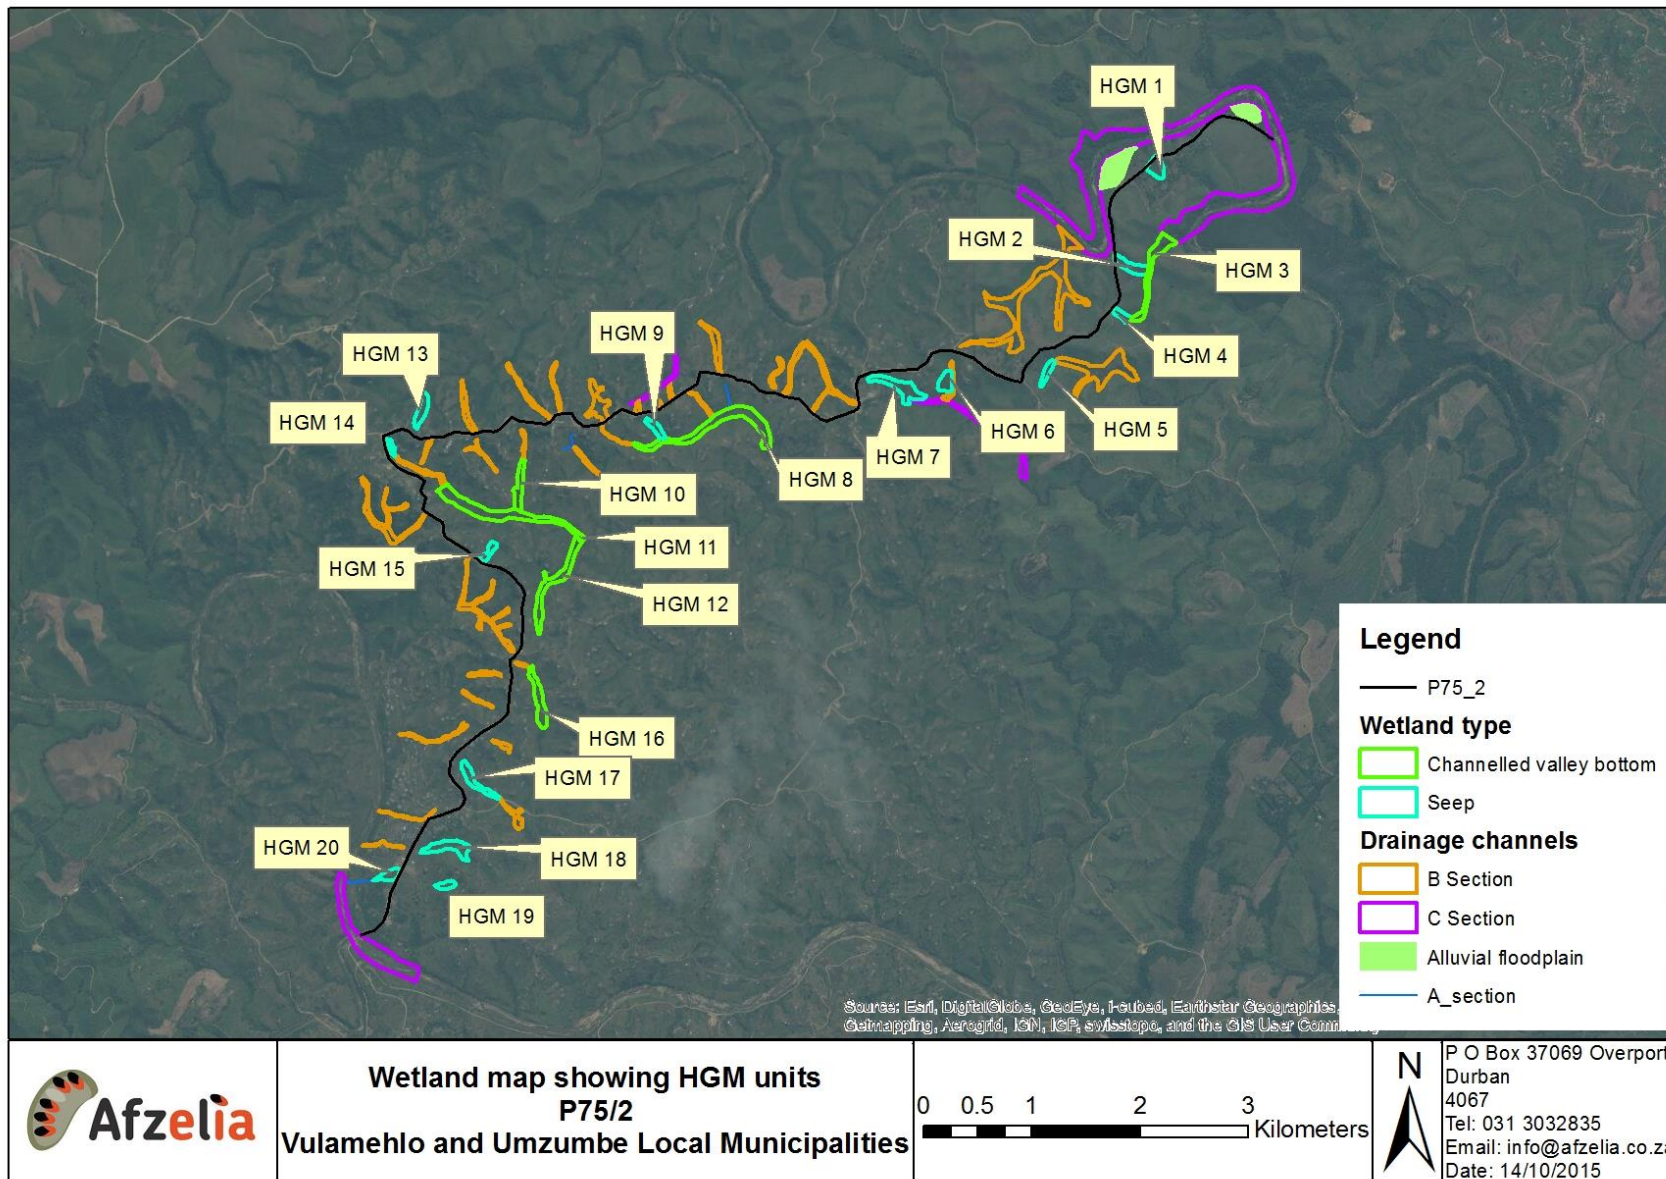 HGM 1
HGM 2
HGM 3
HGM 9
HGM 13
HGM 4
HGM 14
HGM 6
HGM 5
HGM 7
HGM 8
HGM 10
HGM 11
HGM 15
HGM 12
HGM 16
HGM 17
HGM 20
HGM 18
HGM 19
Legend
P75_2
Wetland type
Channelled valley bottom
Seep
Drainage channels
B Section
C Section
Alluvial floodplain
A_section
Source: Esri, DigitalGlobe, GeoEye, i-cubed, Earthstar Geographics,
Getmapping, Aerogrid, IGN, IGP, swisstopo, and the GIS User
Afzelia
Wetland map showing HGM units
P75/2
Vulamehlo and Umzumbe Local Municipalities
0 0.5 1 2 3
Kilometers
N
P O Box 37069 Overport
Durban
4067
Tel: 031 3032835
Email: info@afzelia.co.za
Date: 14/10/2015